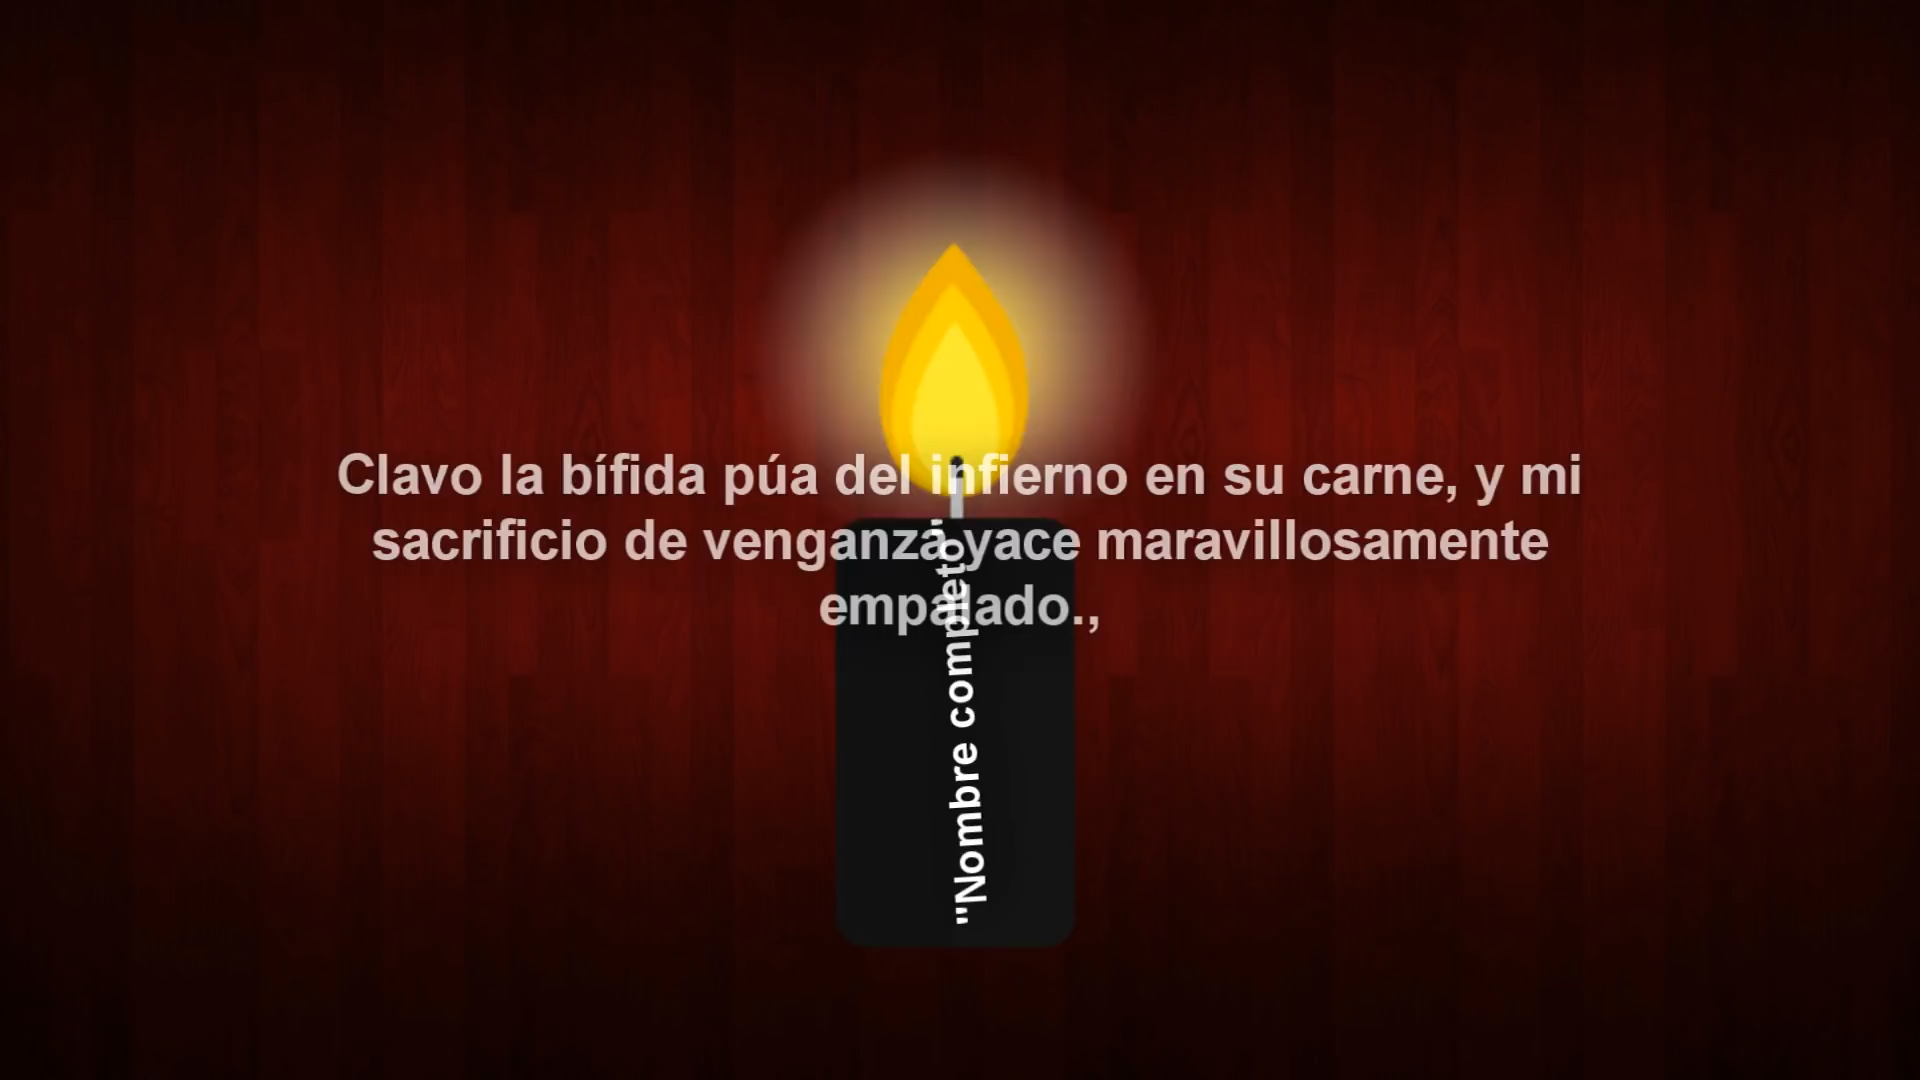 Clavo la bífida púa del infierno en su carne, y mi
sacrificio de venganza yace maravillosamente
empalado.,
"Nombre completo"